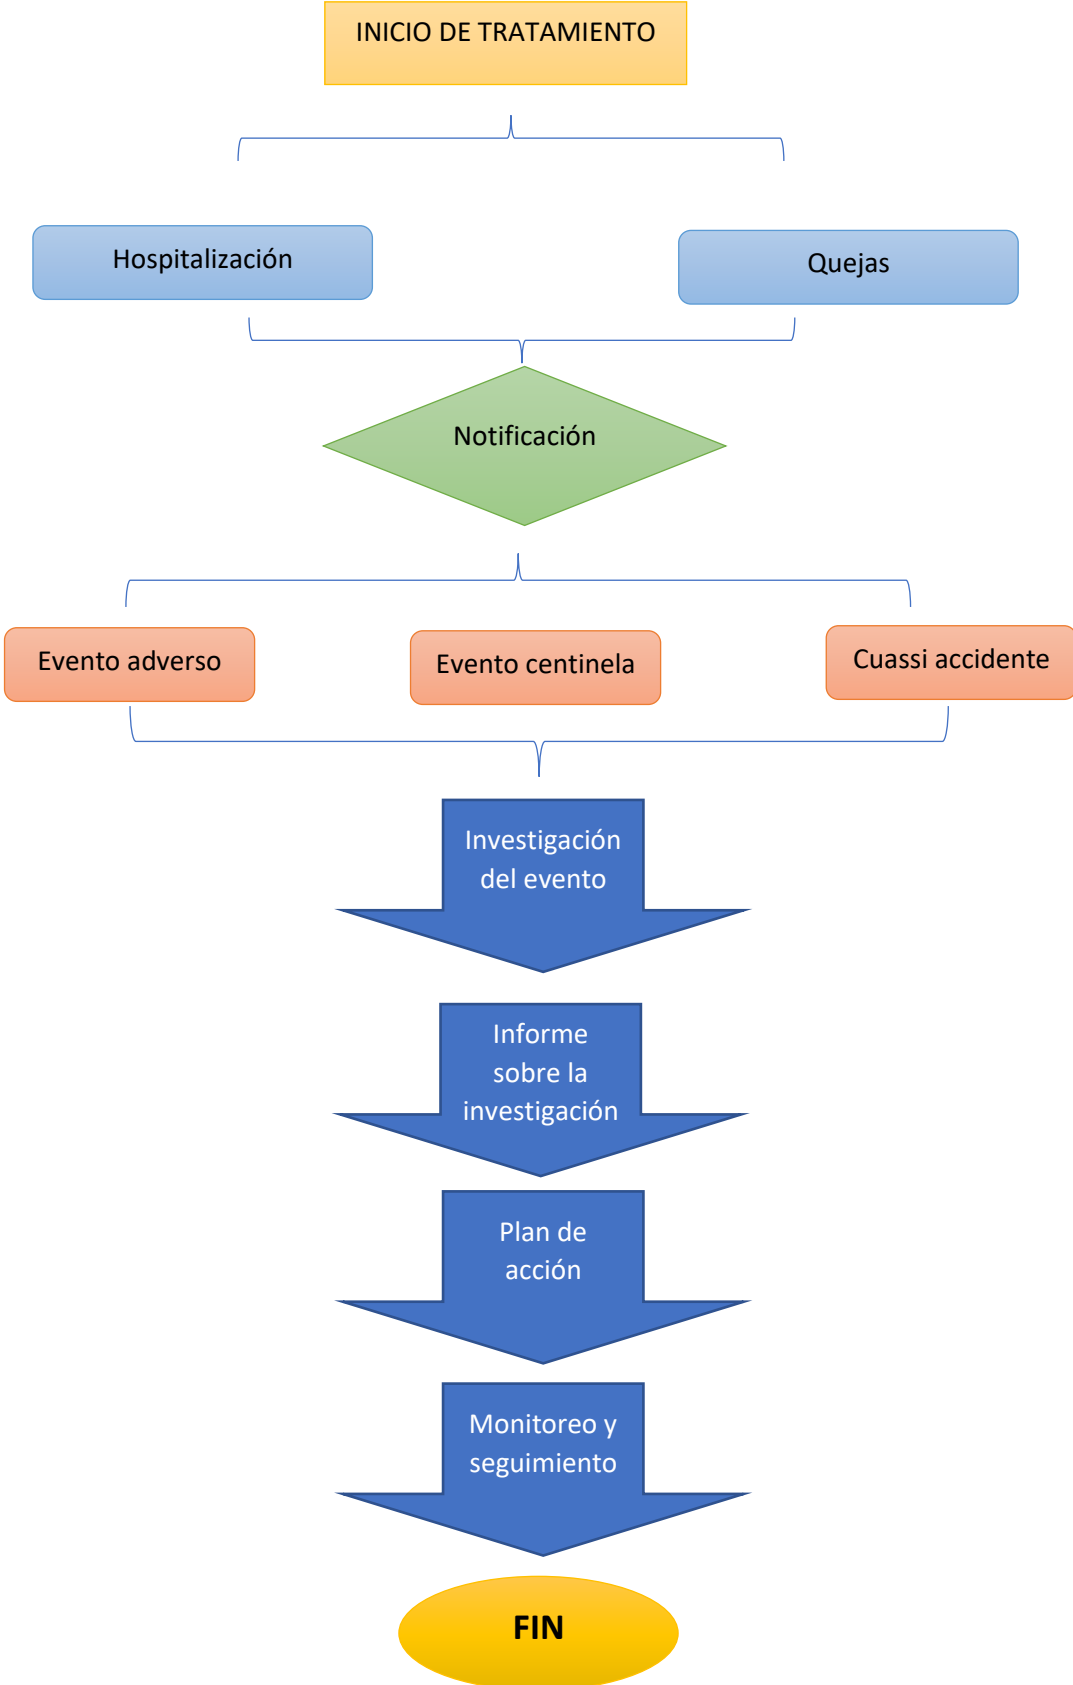 INICIO DE TRATAMIENTO
Hospitalización
Quejas
Notificación
Evento adverso
Evento centinela
Cuassi accidente
Investigación
del evento
Informe
sobre la
investigación
Plan de
acción
Monitoreo y
seguimiento
FIN